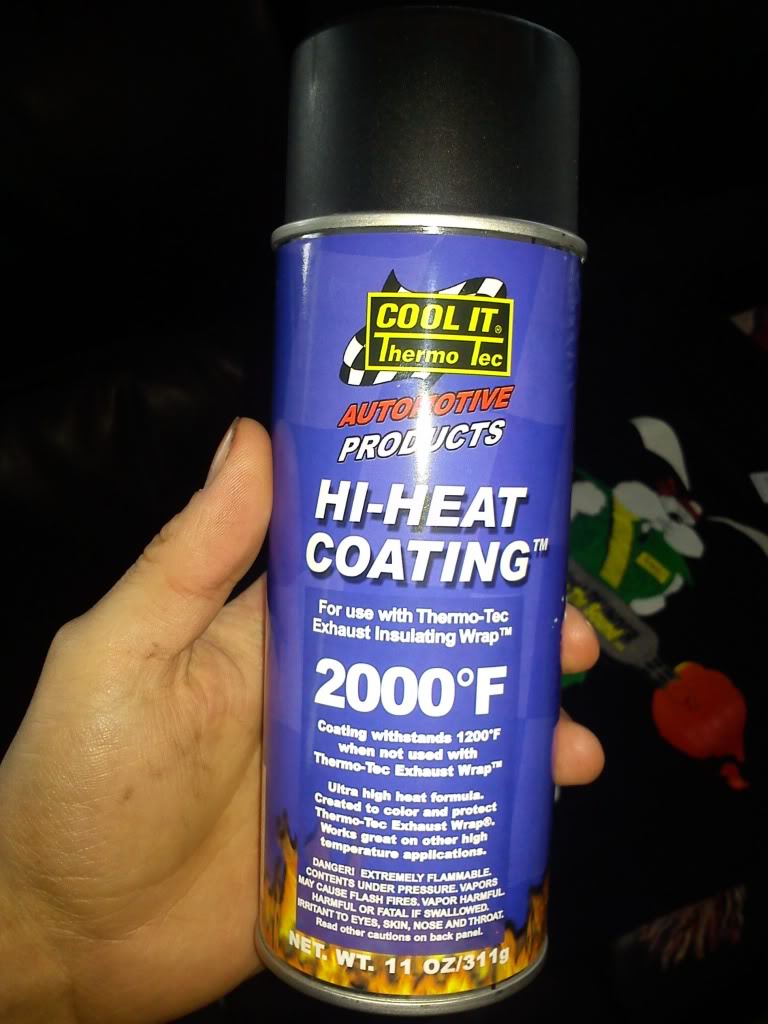 COOL IT®
Thermo Tec
AUTOMOTIVE
PRODUCTS
HI-HEAT
COATING™
For use with Thermo-Tec
Exhaust Insulating Wrap™
2000°F
Coating withstands 1200°F
when not used with
Thermo-Tec Exhaust Wrap™
Ultra high heat formula.
Created to color and protect
Thermo-Tec Exhaust Wrap®.
Works great on other high
temperature applications.
DANGER! EXTREMELY FLAMMABLE.
CONTENTS UNDER PRESSURE. VAPORS
MAY CAUSE FLASH FIRES. VAPOR HARMFUL.
HARMFUL OR FATAL IF SWALLOWED.
IRRITANT TO EYES, SKIN, NOSE AND THROAT.
Read other cautions on back panel.
NET. WT. 11 OZ/311g